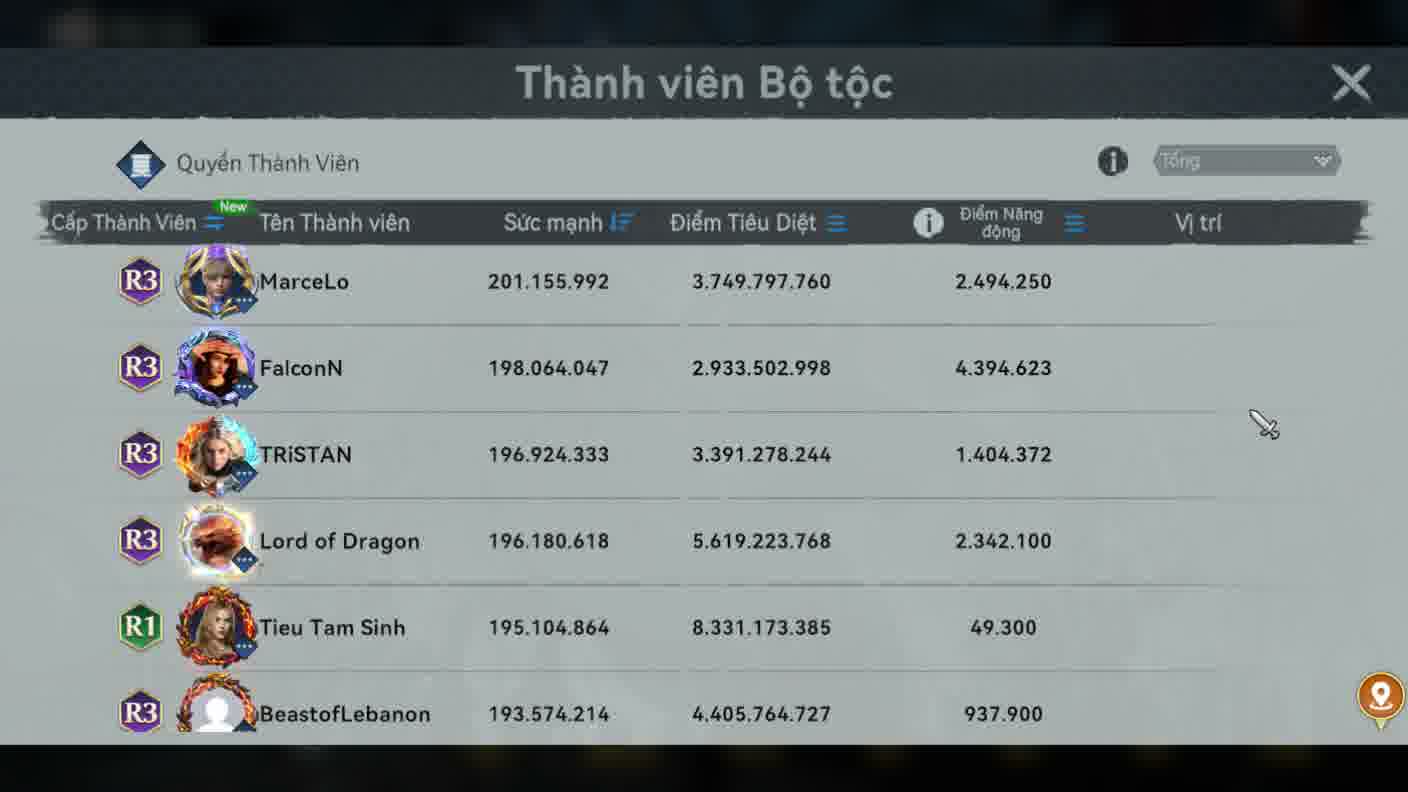 Thành viên Bộ tộc
Quyển Thành Viên
Tổng
Cấp Thành Viên New Tên Thành viên Sức mạnh Điểm Tiêu Diệt Điểm Năng động Vị trí
R3 MarceLo 201.155.992 3.749.797.760 2.494.250
R3 FalconN 198.064.047 2.933.502.998 4.394.623
R3 TRiSTAN 196.924.333 3.391.278.244 1.404.372
R3 Lord of Dragon 196.180.618 5.619.223.768 2.342.100
R1 Tieu Tam Sinh 195.104.864 8.331.173.385 49.300
R3 BeastofLebanon 193.574.214 4.405.764.727 937.900